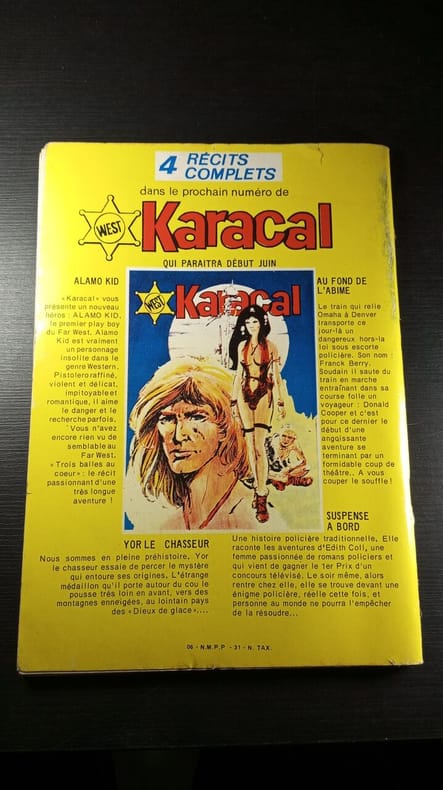 4 RÉCITS
COMPLETS
dans le prochain numéro de
WEST
Karacal
QUI PARAITRA DÉBUT JUIN
ALAMO KID
« Karacal » vous
présente un nouveau
héros : ALAMO KID,
le premier play boy
du Far West. Alamo
Kid est vraiment
un personnage
insolite dans le
genre Western.
Pistolero raffiné,
violent et délicat,
impitoyable et
romantique, il aime
le danger et le
recherche parfois.
Vous n'avez
encore rien vu de
semblable au
Far West.
« Trois balles au
coeur » : le récit
passionnant d'une
très longue
aventure !
WEST
Karacal
AU FOND DE
L'ABIME
Le train qui relie
Omaha à Denver
transporte ce
jour-là un
dangereux hors-la
loi sous escorte
policière. Son nom :
Franck Berry.
Soudain il saute du
train en marche
entraînant dans sa
course folle un
voyageur : Donald
Cooper et c'est
pour ce dernier le
début d'une
angqissante
aventure se
terminant par un
formidable coup de
théâtre.. A vous
couper le souffle !
YOR LE CHASSEUR
Nous sommes en pleine préhistoire. Yor
le chasseur essaie de percer le mystère
qui entoure ses origines. L'étrange
médaillon qu'il porte autour du cou le
pousse très loin en avant, vers des
montagnes enneigées, au lointain pays
des « Dieux de glace »....
SUSPENSE
A BORD
Une histoire policière traditionnelle. Elle
raconte les aventures d'Edith Coll, une
femme passionnée de romans policiers et
qui vient de gagner le 1er Prix d'un
concours télévisé. Le soir même, alors
rentre chez elle, elle se trouve devant une
énigme policière, réelle cette fois, et
personne au monde ne pourra l'empêcher
de la résoudre...
06 - N.M.P.P - 31 - N. TAX.